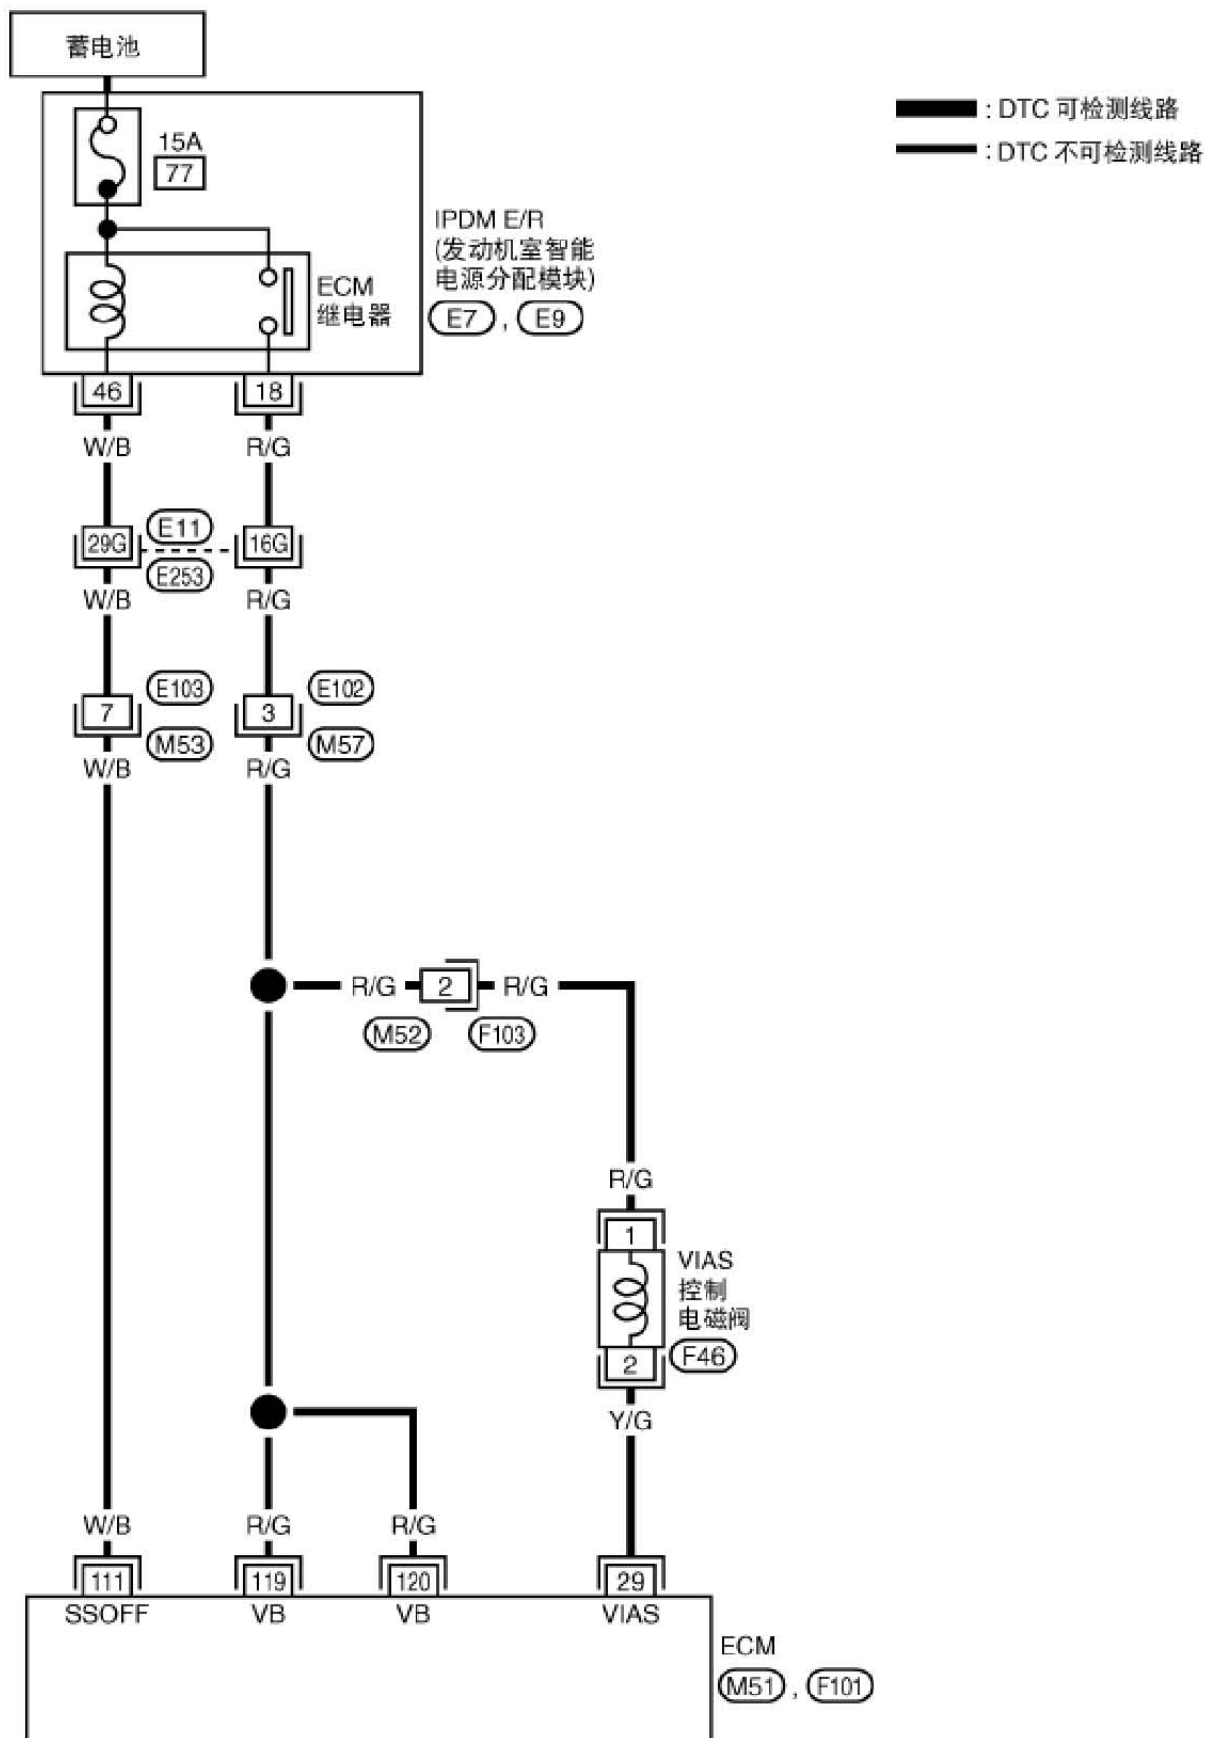 蓄电池
: DTC 可检测线路
: DTC 不可检测线路
15A
77
IPDM E/R
(发动机室智能
电源分配模块)
E7 , E9
ECM
继电器
46 18
W/B R/G
29G E11 16G
E253
W/B R/G
E103 E102
7 3
M53 M57
W/B R/G
R/G 2 R/G
M52 F103
R/G
1
VIAS
控制
电磁阀
2 F46
Y/G
W/B R/G R/G
111 119 120 29
SSOFF VB VB VIAS
ECM
M51 , F101